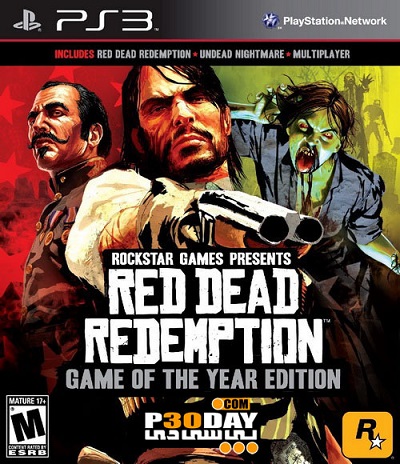 PS3
PlayStation®Network
INCLUDES RED DEAD REDEMPTION ★ UNDEAD NIGHTMARE ★ MULTIPLAYER
ROCKSTAR GAMES PRESENTS
RED DEAD
REDEMPTION™
GAME OF THE YEAR EDITION
MATURE 17+
M
CONTENT RATED BY
ESRB
.COM
P30DAY
R★